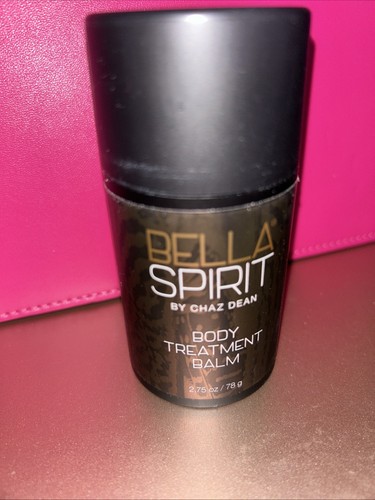 BELLA
SPIRIT
BY CHAZ DEAN
BODY
TREATMENT
BALM
2.75 oz / 78 g